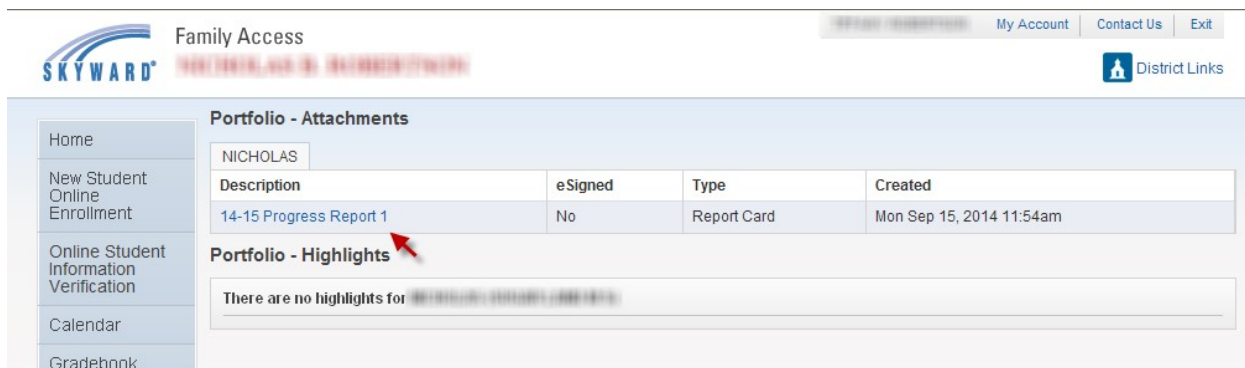 My Account Contact Us Exit
Family Access
SKYWARD®
District Links
Home
New Student
Online
Enrollment
Online Student
Information
Verification
Calendar
Gradebook
Portfolio - Attachments
NICHOLAS
Description eSigned Type Created
14-15 Progress Report 1 No Report Card Mon Sep 15, 2014 11:54am
Portfolio - Highlights
There are no highlights for